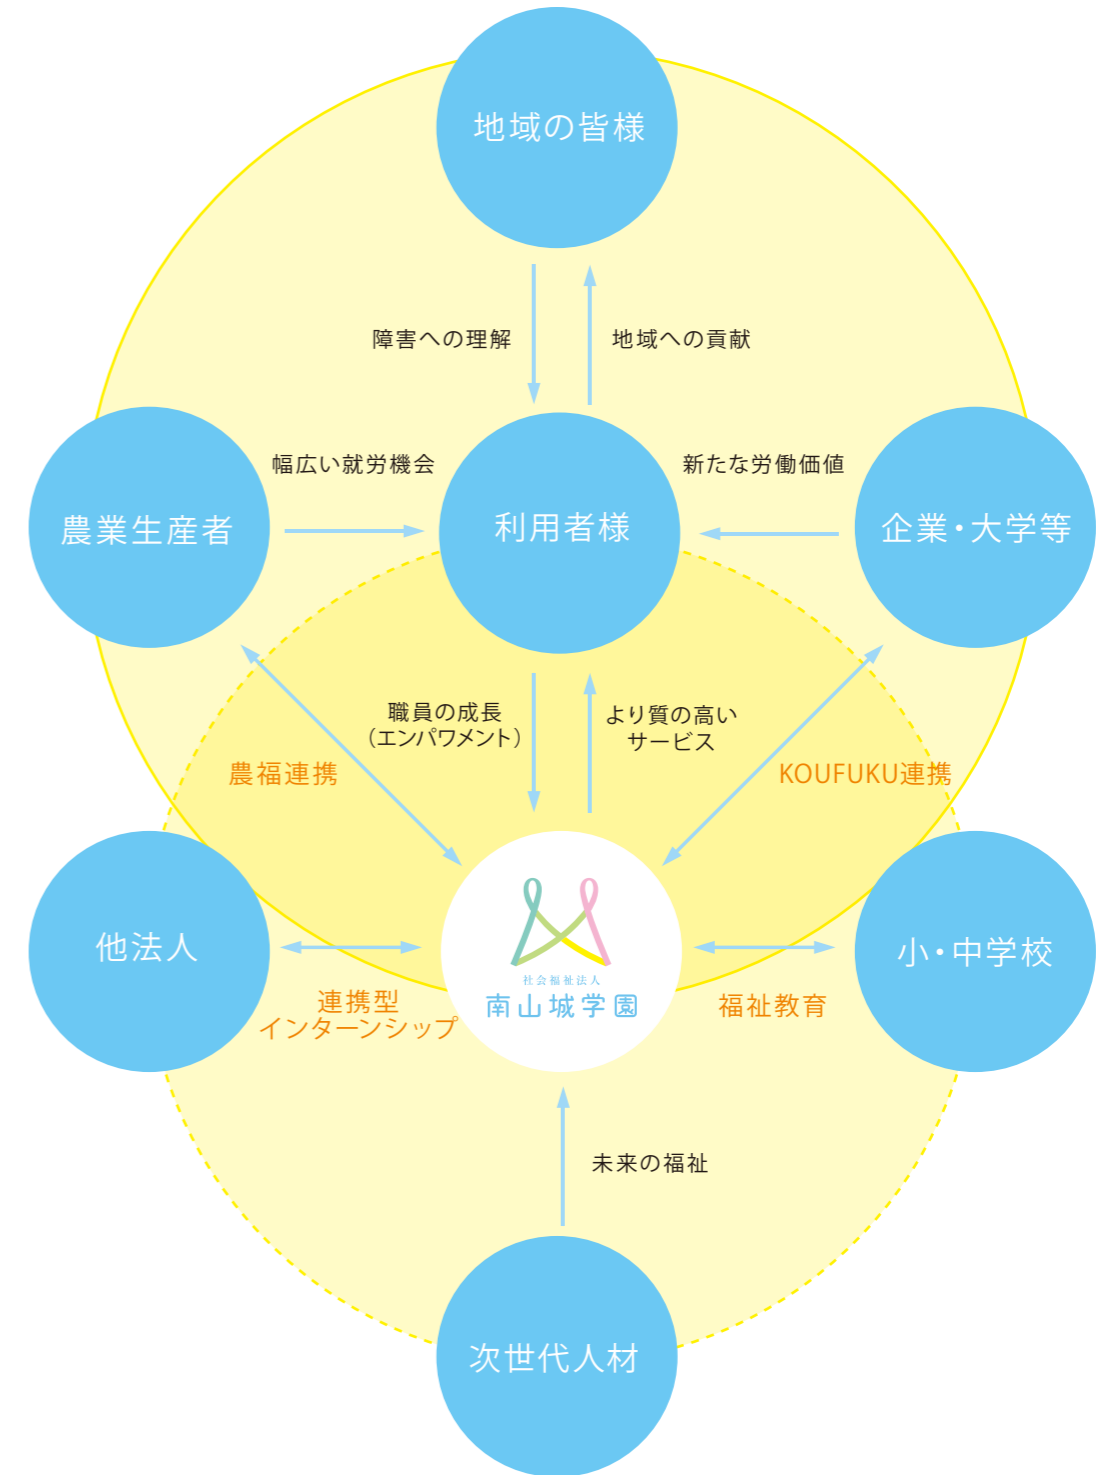 地域の皆様
障害への理解
地域への貢献
幅広い就労機会
新たな労働価値
農業生産者
利用者様
企業・大学等
職員の成長
（エンパワメント）
より質の高い
サービス
農福連携
KOUFUKU連携
他法人
小・中学校
社会福祉法人
南山城学園
連携型
インターンシップ
福祉教育
未来の福祉
次世代人材